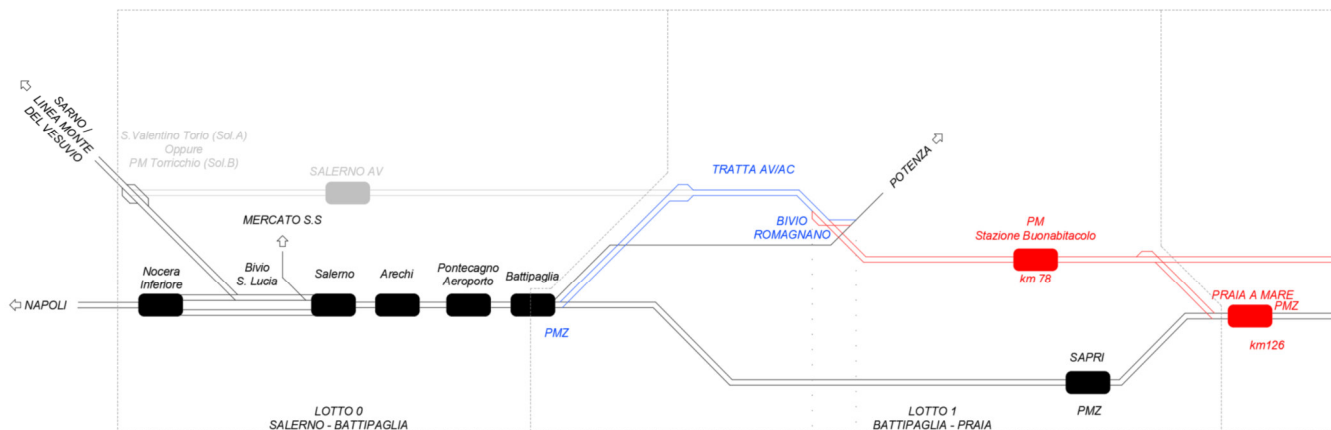 SARNO /
LINEA MONTE
DEL VESUVIO
S.Valentino Torio (Sol.A)
Oppure
PM Torricchio (Sol.B)
SALERNO AV
MERCATO S.S
TRATTA AV/AC
POTENZA
BIVIO
ROMAGNANO
PM
Stazione Buonabitacolo
km 78
Nocera
Inferiore
Bivio
S. Lucia
Salerno
Arechi
Pontecagno
Aeroporto
Battipaglia
NAPOLI
PMZ
PRAIA A MARE
PMZ
km126
SAPRI
PMZ
LOTTO 0
SALERNO - BATTIPAGLIA
LOTTO 1
BATTIPAGLIA - PRAIA